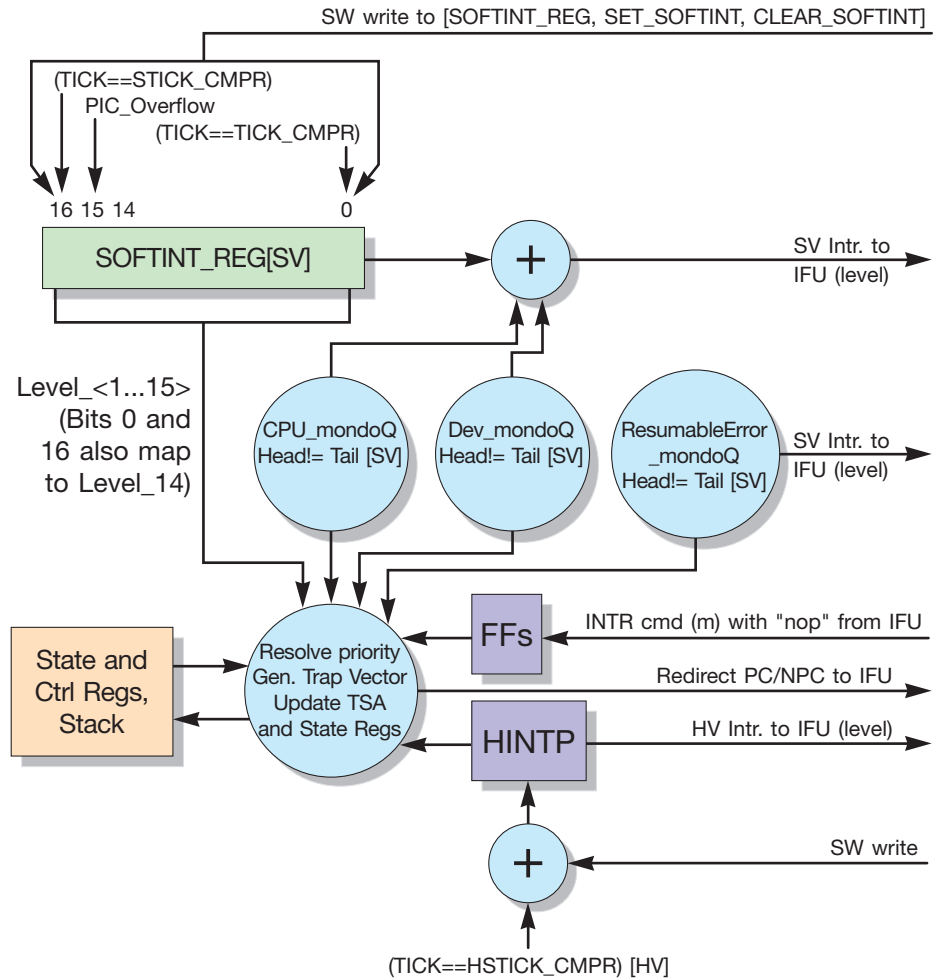 SW write to [SOFTINT_REG, SET_SOFTINT, CLEAR_SOFTINT]
(TICK==STICK_CMPR)
PIC_Overflow
(TICK==TICK_CMPR)
16 15 14 0
SOFTINT_REG[SV]
+
SV Intr. to
IFU (level)
Level_<1...15>
(Bits 0 and
16 also map
to Level_14)
CPU_mondoQ
Head!= Tail [SV]
Dev_mondoQ
Head!= Tail [SV]
ResumableError
_mondoQ
Head!= Tail [SV]
SV Intr. to
IFU (level)
State and
Ctrl Regs,
Stack
Resolve priority
Gen. Trap Vector
Update TSA
and State Regs
FFs
INTR cmd (m) with "nop" from IFU
Redirect PC/NPC to IFU
HINTP
HV Intr. to IFU (level)
+
SW write
(TICK==HSTICK_CMPR) [HV]